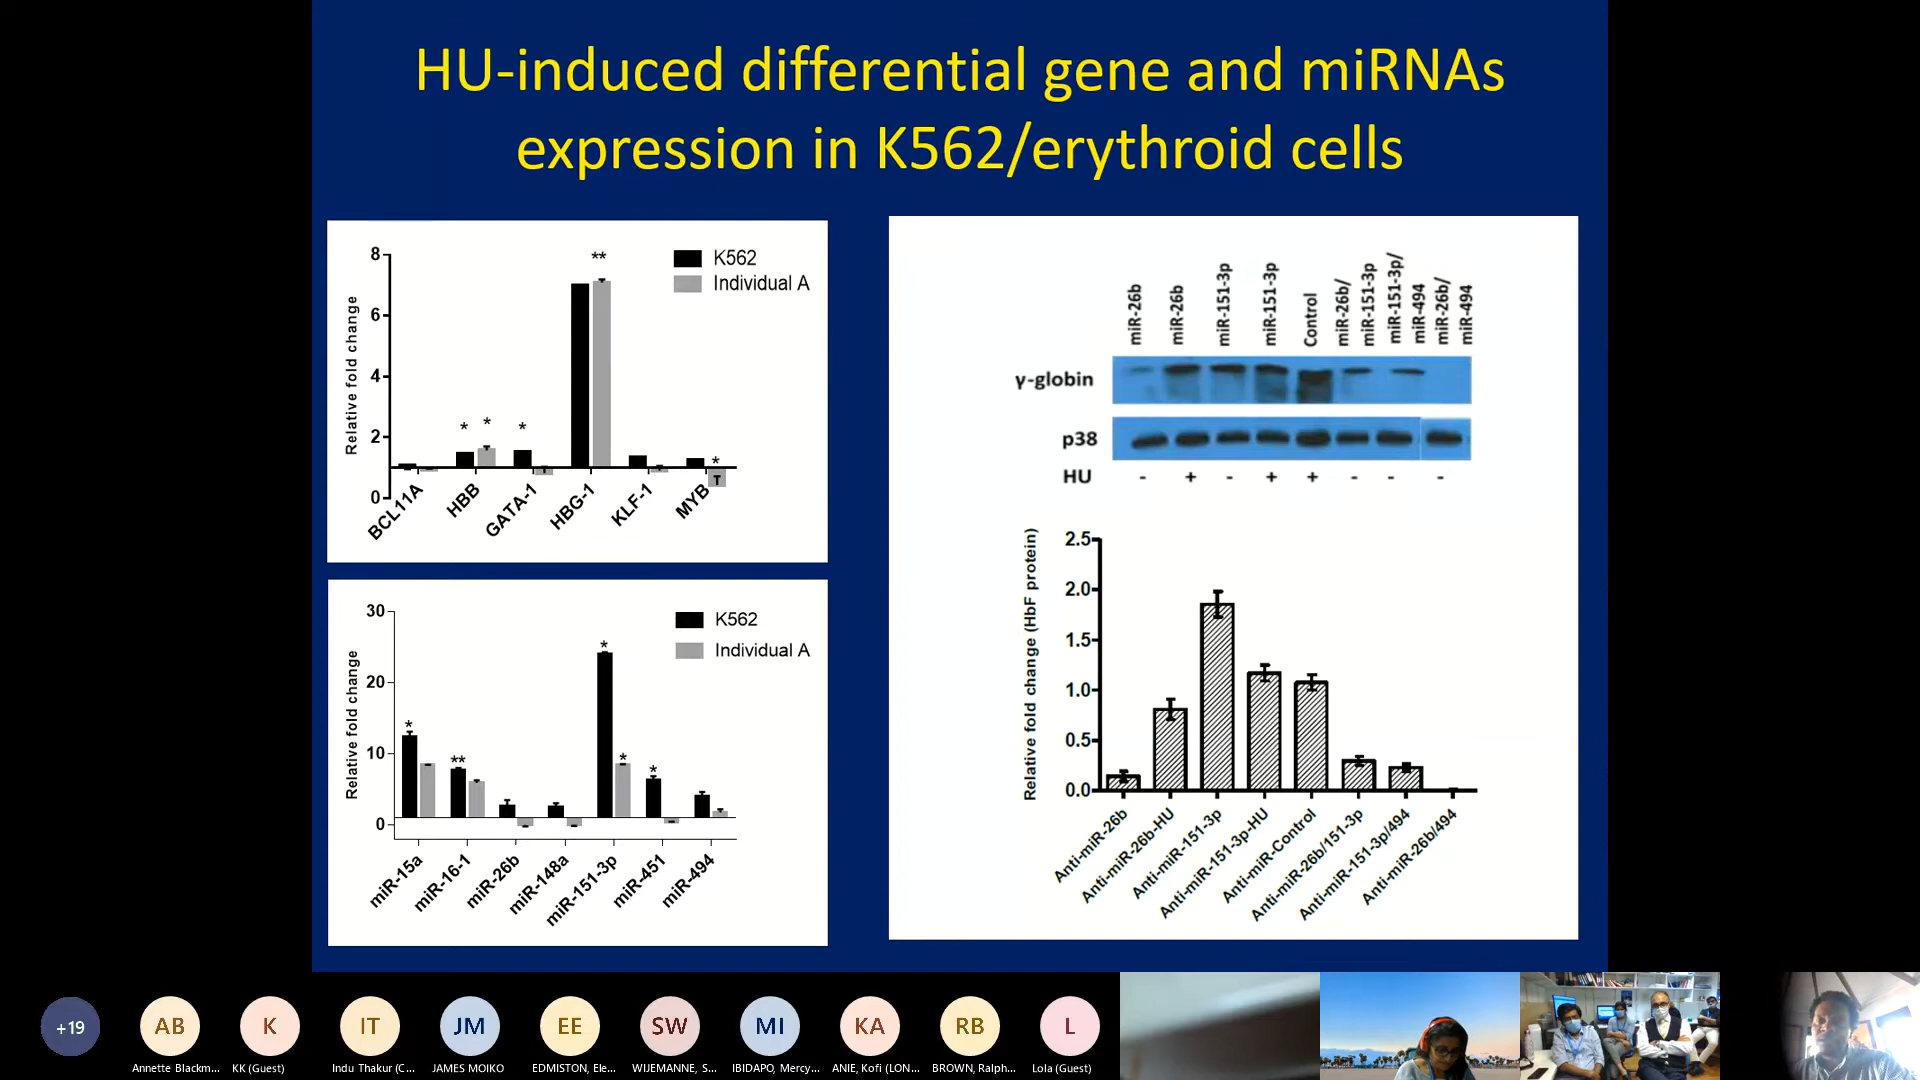 HU-induced differential gene and miRNAs
expression in K562/erythroid cells
Relative fold change
8
6
4
2
0
K562
Individual A
* * * ** *
BCL11A
HBB
GATA-1
HBG-1
KLF-1
MYB
Relative fold change
30
20
10
0
K562
Individual A
* ** * * *
miR-15a
miR-16-1
miR-26b
miR-148a
miR-151-3p
miR-451
miR-494
miR-26b
miR-26b
miR-151-3p
miR-151-3p
Control
miR-26b/
miR-151-3p
miR-151-3p/
miR-494
miR-26b/
miR-494
γ-globin
p38
HU - + - + + - - -
Relative fold change (HbF protein)
2.5
2.0
1.5
1.0
0.5
0.0
Anti-miR-26b
Anti-miR-26b-HU
Anti-miR-151-3p
Anti-miR-151-3p-HU
Anti-miR-Control
Anti-miR-26b/151-3p
Anti-miR-151-3p/494
Anti-miR-26b/494
+19
AB
K
IT
JM
EE
SW
MI
KA
RB
L
Annette Blackm...
KK (Guest)
Indu Thakur (C...
JAMES MOIKO
EDMISTON, Ele...
WIJEMANNE, S...
IBIDAPO, Mercy...
ANIE, Kofi (LON...
BROWN, Ralph...
Lola (Guest)